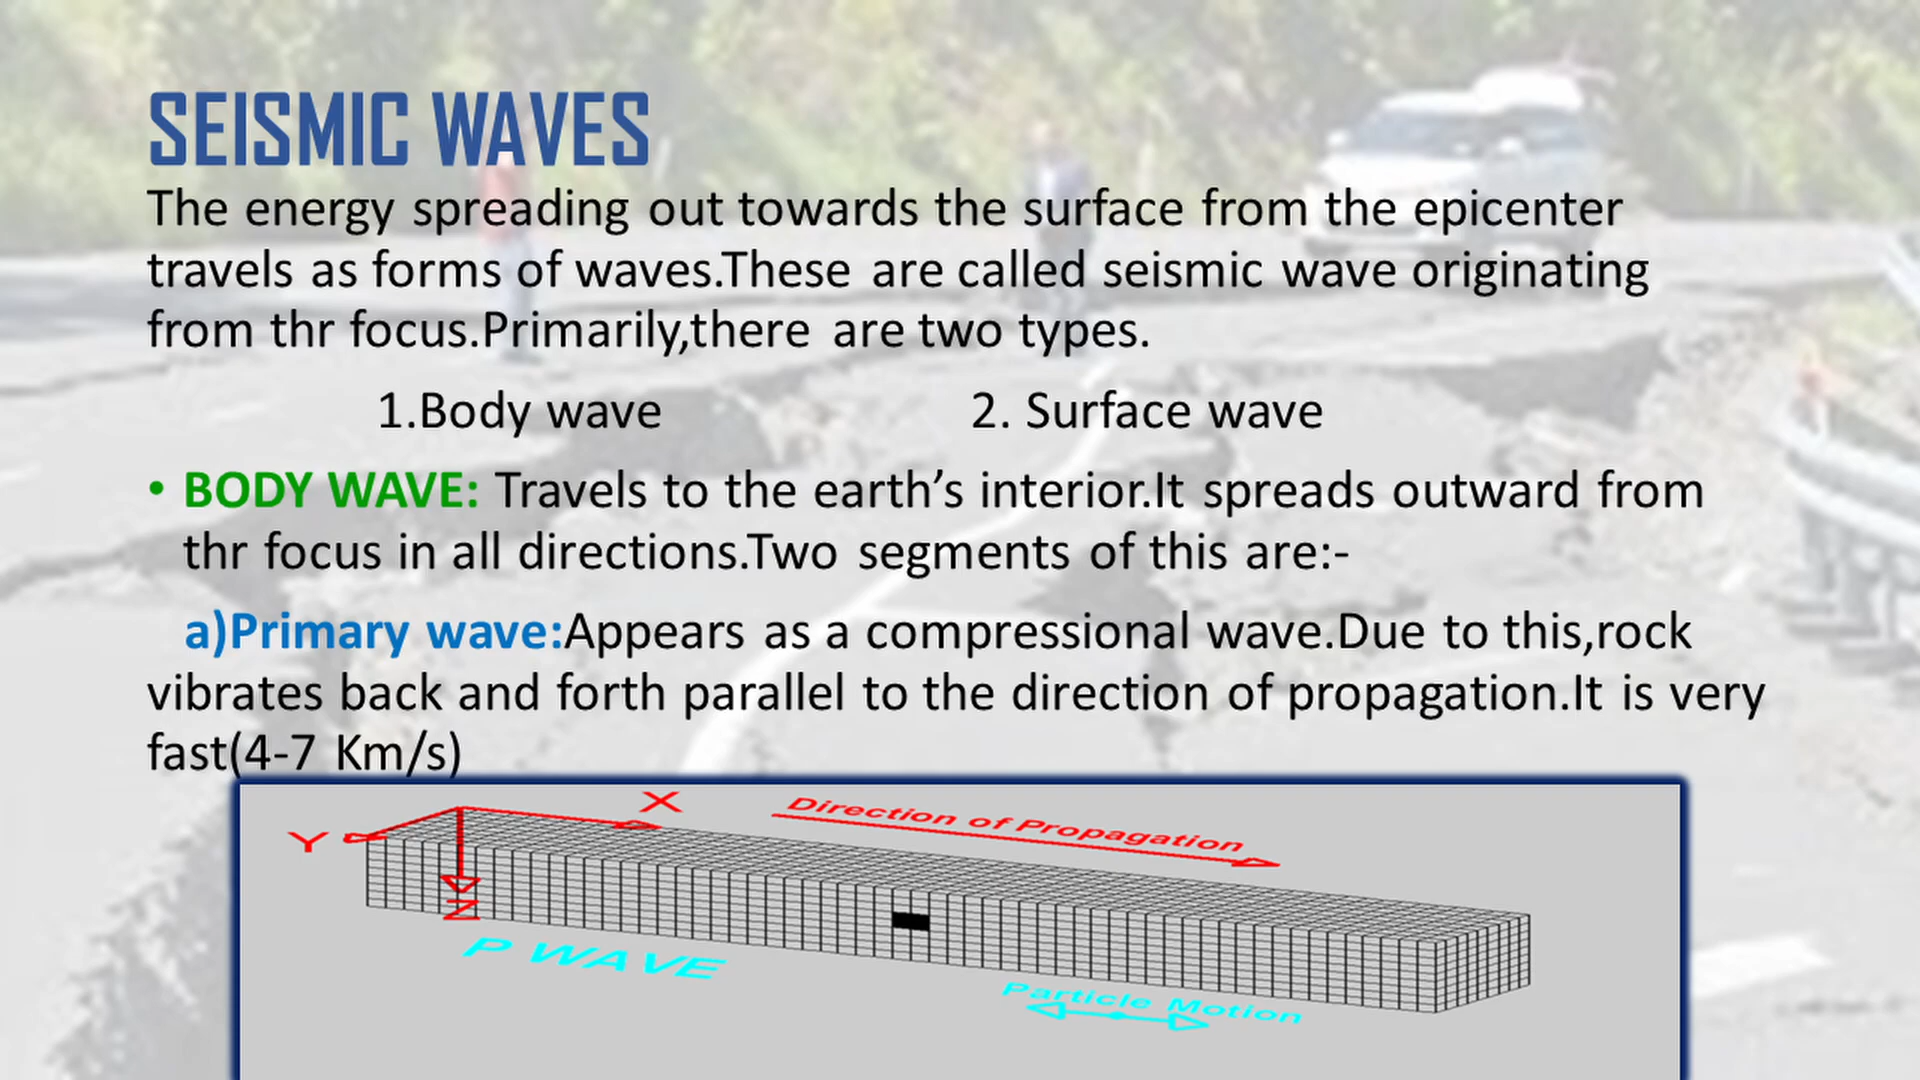 SEISMIC WAVES
The energy spreading out towards the surface from the epicenter
travels as forms of waves.These are called seismic wave originating
from thr focus.Primarily,there are two types.
1.Body wave 2. Surface wave
• BODY WAVE: Travels to the earth’s interior.It spreads outward from
thr focus in all directions.Two segments of this are:-
a)Primary wave:Appears as a compressional wave.Due to this,rock
vibrates back and forth parallel to the direction of propagation.It is very
fast(4-7 Km/s)
X
Direction of Propagation
Y
Z
P WAVE
Particle Motion